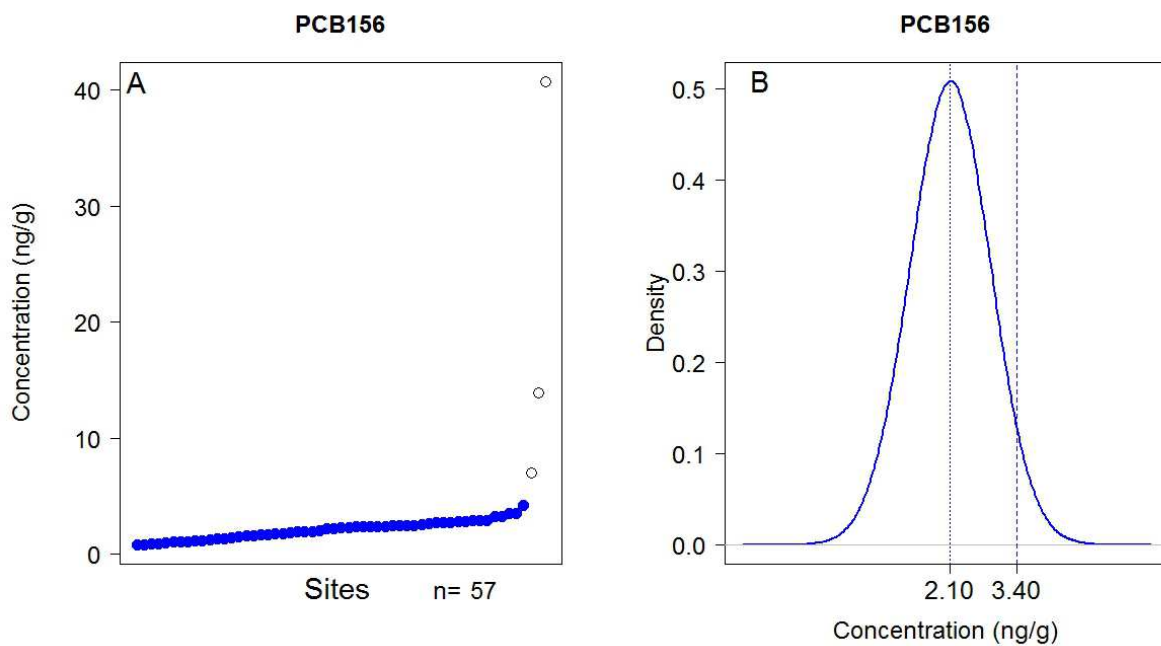 PCB156
A
Concentration (ng/g)
40
30
20
10
0
Sites n= 57
PCB156
B
Density
0.5
0.4
0.3
0.2
0.1
0.0
2.10 3.40
Concentration (ng/g)